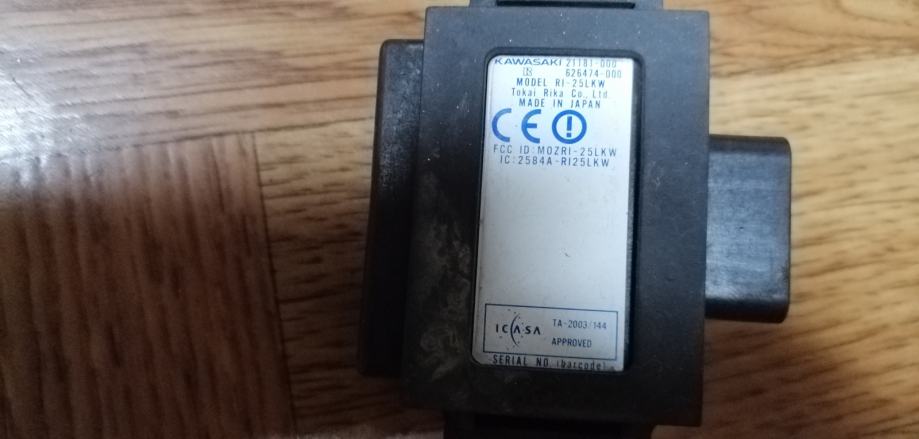 KAWASAKI 21181-000
626474-000
MODEL RI-25LKW
Tokai Rika Co., Ltd.
MADE IN JAPAN
CE
FCC ID:MOZRI-25LKW
IC:2584A-RI25LKW
ICASA TA-2003/144
APPROVED
SERIAL NO (barcode)